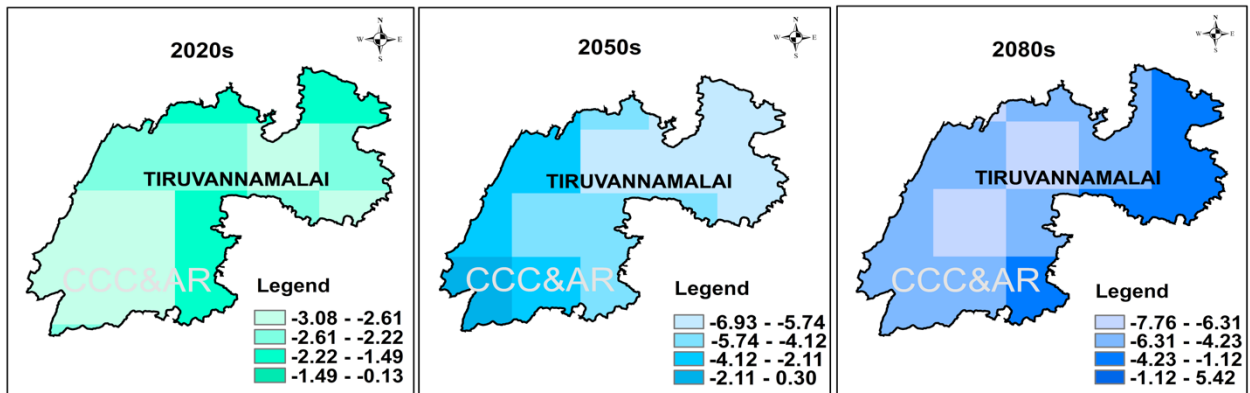 2020s
N
W E
S
TIRUVANNAMALAI
CCC&AR
Legend
-3.08 - -2.61
-2.61 - -2.22
-2.22 - -1.49
-1.49 - -0.13
2050s
N
W E
S
TIRUVANNAMALAI
CCC&AR
Legend
-6.93 - -5.74
-5.74 - -4.12
-4.12 - -2.11
-2.11 - 0.30
2080s
N
W E
S
TIRUVANNAMALAI
CCC&AR
Legend
-7.76 - -6.31
-6.31 - -4.23
-4.23 - -1.12
-1.12 - 5.42